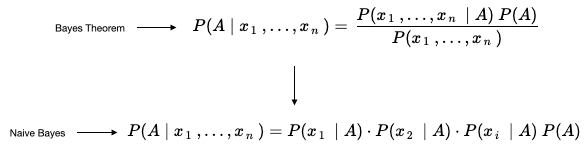 Bayes Theorem → P(A | x₁ ,…, xₙ ) = P(x₁ ,…, xₙ | A) P(A) / P(x₁ ,…, xₙ )
Naive Bayes → P(A | x₁ ,…, xₙ ) = P(x₁ | A) · P(x₂ | A) · P(xᵢ | A) P(A)